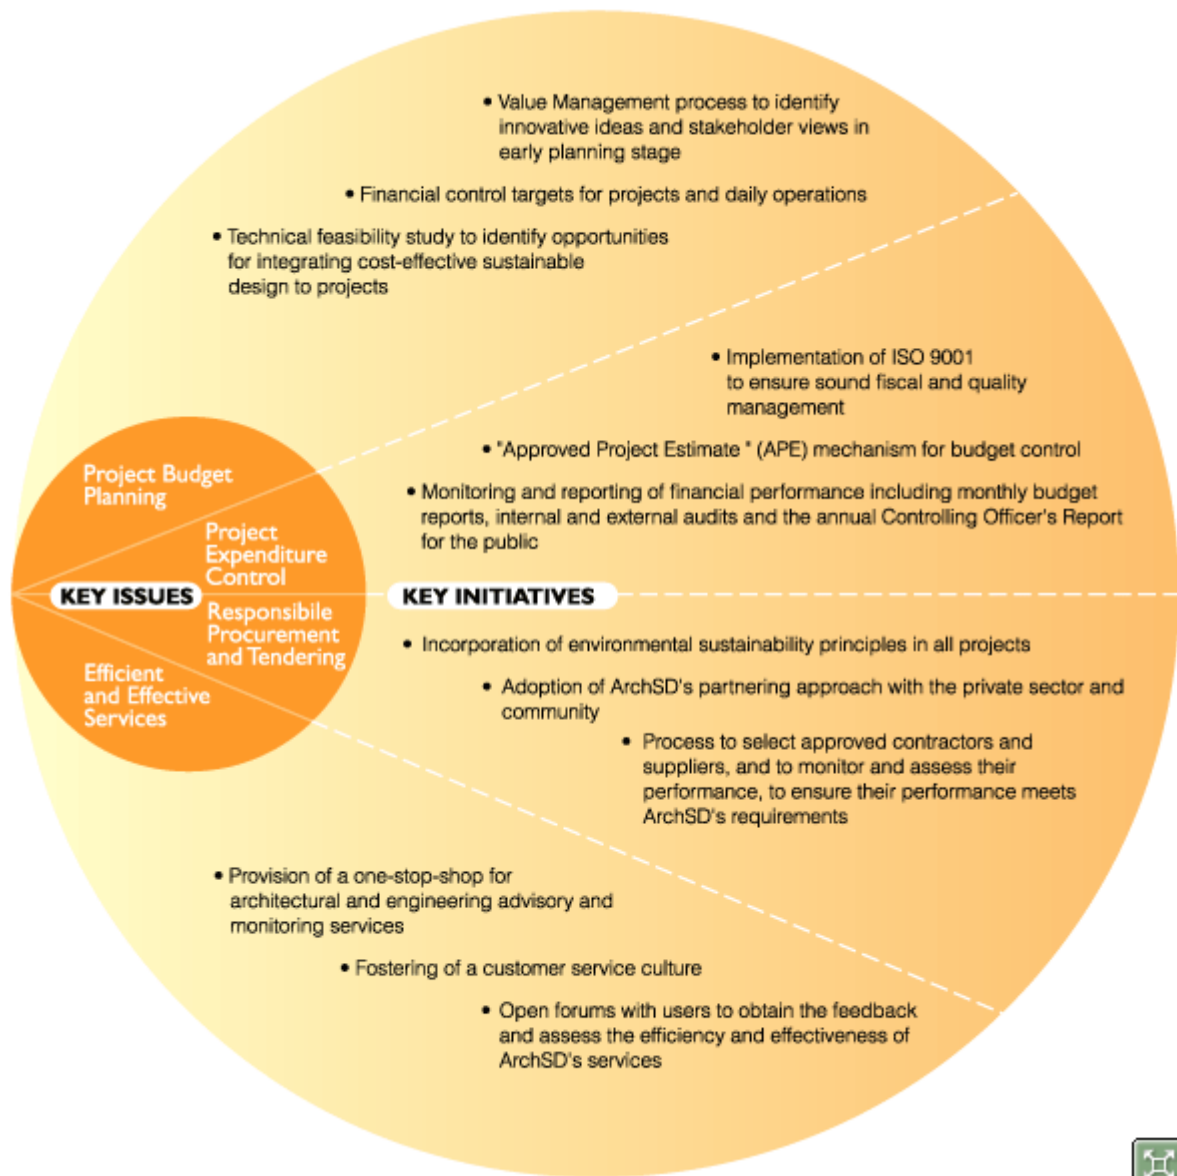 • Value Management process to identify
innovative ideas and stakeholder views in
early planning stage
• Financial control targets for projects and daily operations
• Technical feasibility study to identify opportunities
for integrating cost-effective sustainable
design to projects
• Implementation of ISO 9001
to ensure sound fiscal and quality
management
• "Approved Project Estimate " (APE) mechanism for budget control
• Monitoring and reporting of financial performance including monthly budget
reports, internal and external audits and the annual Controlling Officer's Report
for the public
Project Budget
Planning
Project
Expenditure
Control
KEY ISSUES
Responsibile
Procurement
and Tendering
Efficient
and Effective
Services
KEY INITIATIVES
• Incorporation of environmental sustainability principles in all projects
• Adoption of ArchSD's partnering approach with the private sector and
community
• Process to select approved contractors and
suppliers, and to monitor and assess their
performance, to ensure their performance meets
ArchSD's requirements
• Provision of a one-stop-shop for
architectural and engineering advisory and
monitoring services
• Fostering of a customer service culture
• Open forums with users to obtain the feedback
and assess the efficiency and effectiveness of
ArchSD's services